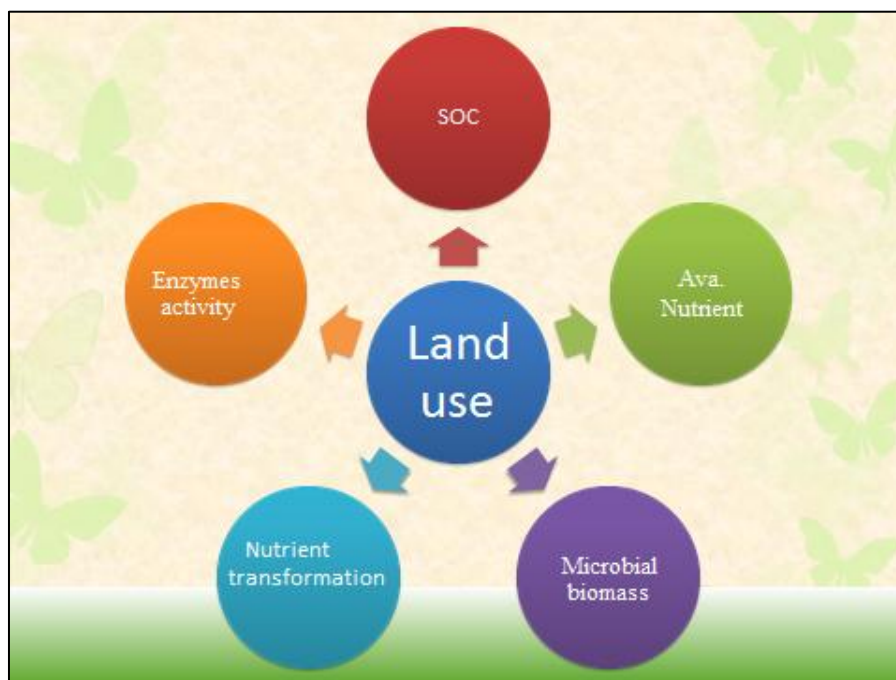 SOC
Enzymes
activity
Ava.
Nutrient
Land
use
Nutrient
transformation
Microbial
biomass